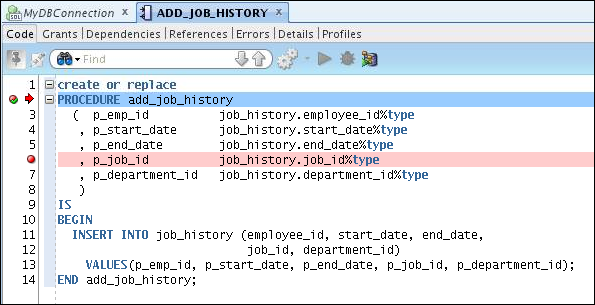 MyDBConnection ADD_JOB_HISTORY
Code Grants Dependencies References Errors Details Profiles
Find
1 create or replace
PROCEDURE add_job_history
3 ( p_emp_id job_history.employee_id%type
4 , p_start_date job_history.start_date%type
5 , p_end_date job_history.end_date%type
, p_job_id job_history.job_id%type
7 , p_department_id job_history.department_id%type
8 )
9 IS
10 BEGIN
11 INSERT INTO job_history (employee_id, start_date, end_date,
12 job_id, department_id)
13 VALUES(p_emp_id, p_start_date, p_end_date, p_job_id, p_department_id);
14 END add_job_history;